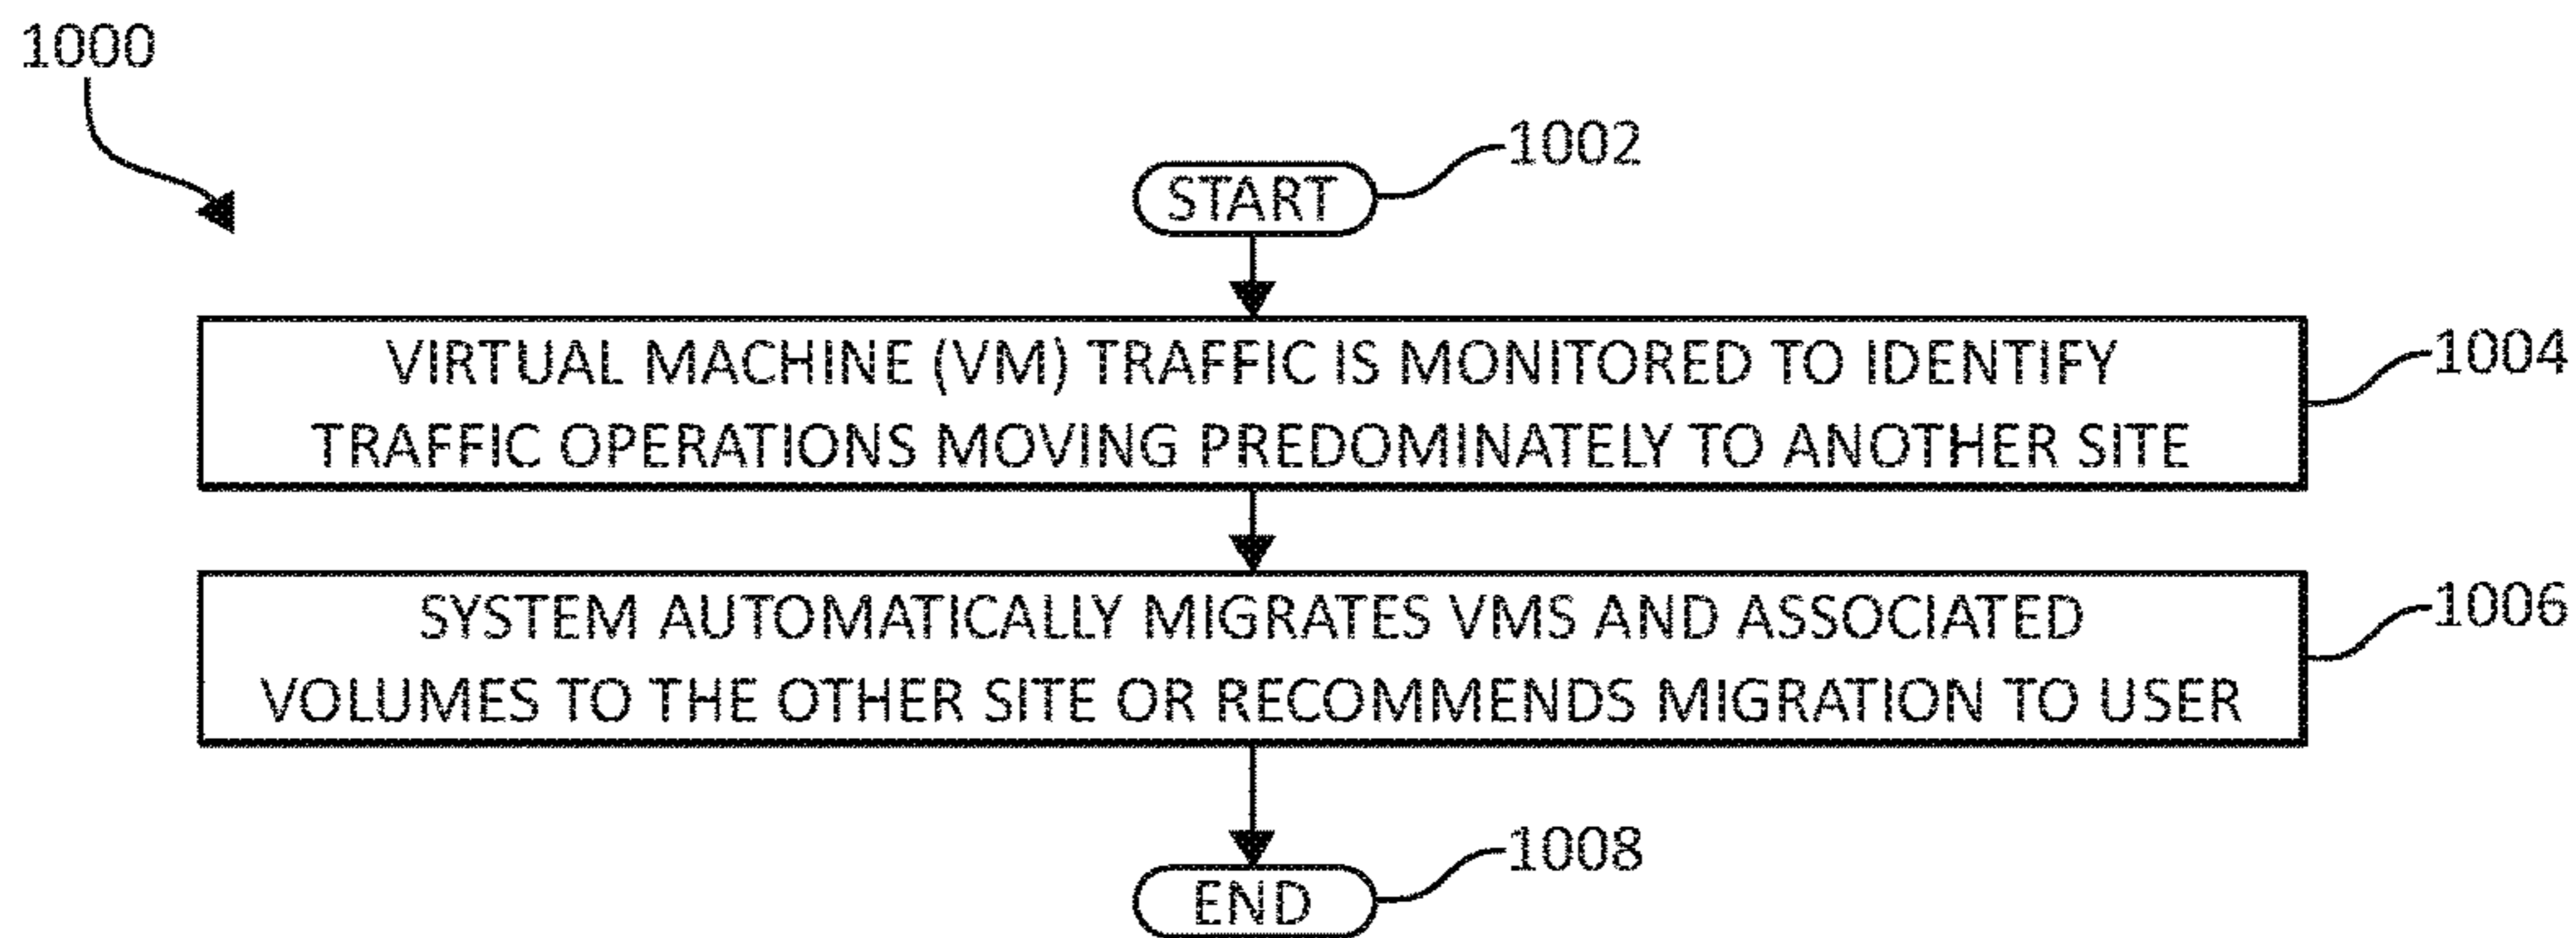 1000
1002
START
VIRTUAL MACHINE (VM) TRAFFIC IS MONITORED TO IDENTIFY
TRAFFIC OPERATIONS MOVING PREDOMINATELY TO ANOTHER SITE
1004
SYSTEM AUTOMATICALLY MIGRATES VMS AND ASSOCIATED
VOLUMES TO THE OTHER SITE OR RECOMMENDS MIGRATION TO USER
1006
1008
END